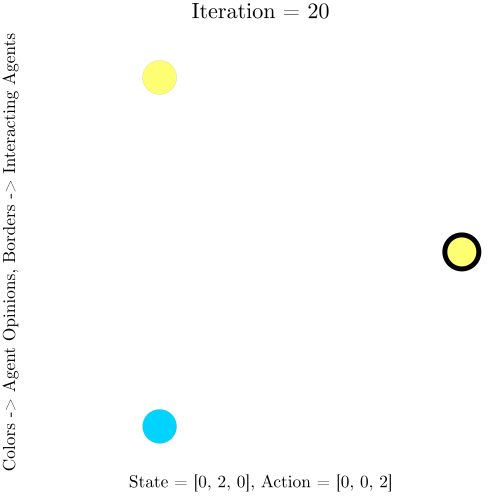 Iteration = 20
Colors -> Agent Opinions, Borders -> Interacting Agents
State = [0, 2, 0], Action = [0, 0, 2]